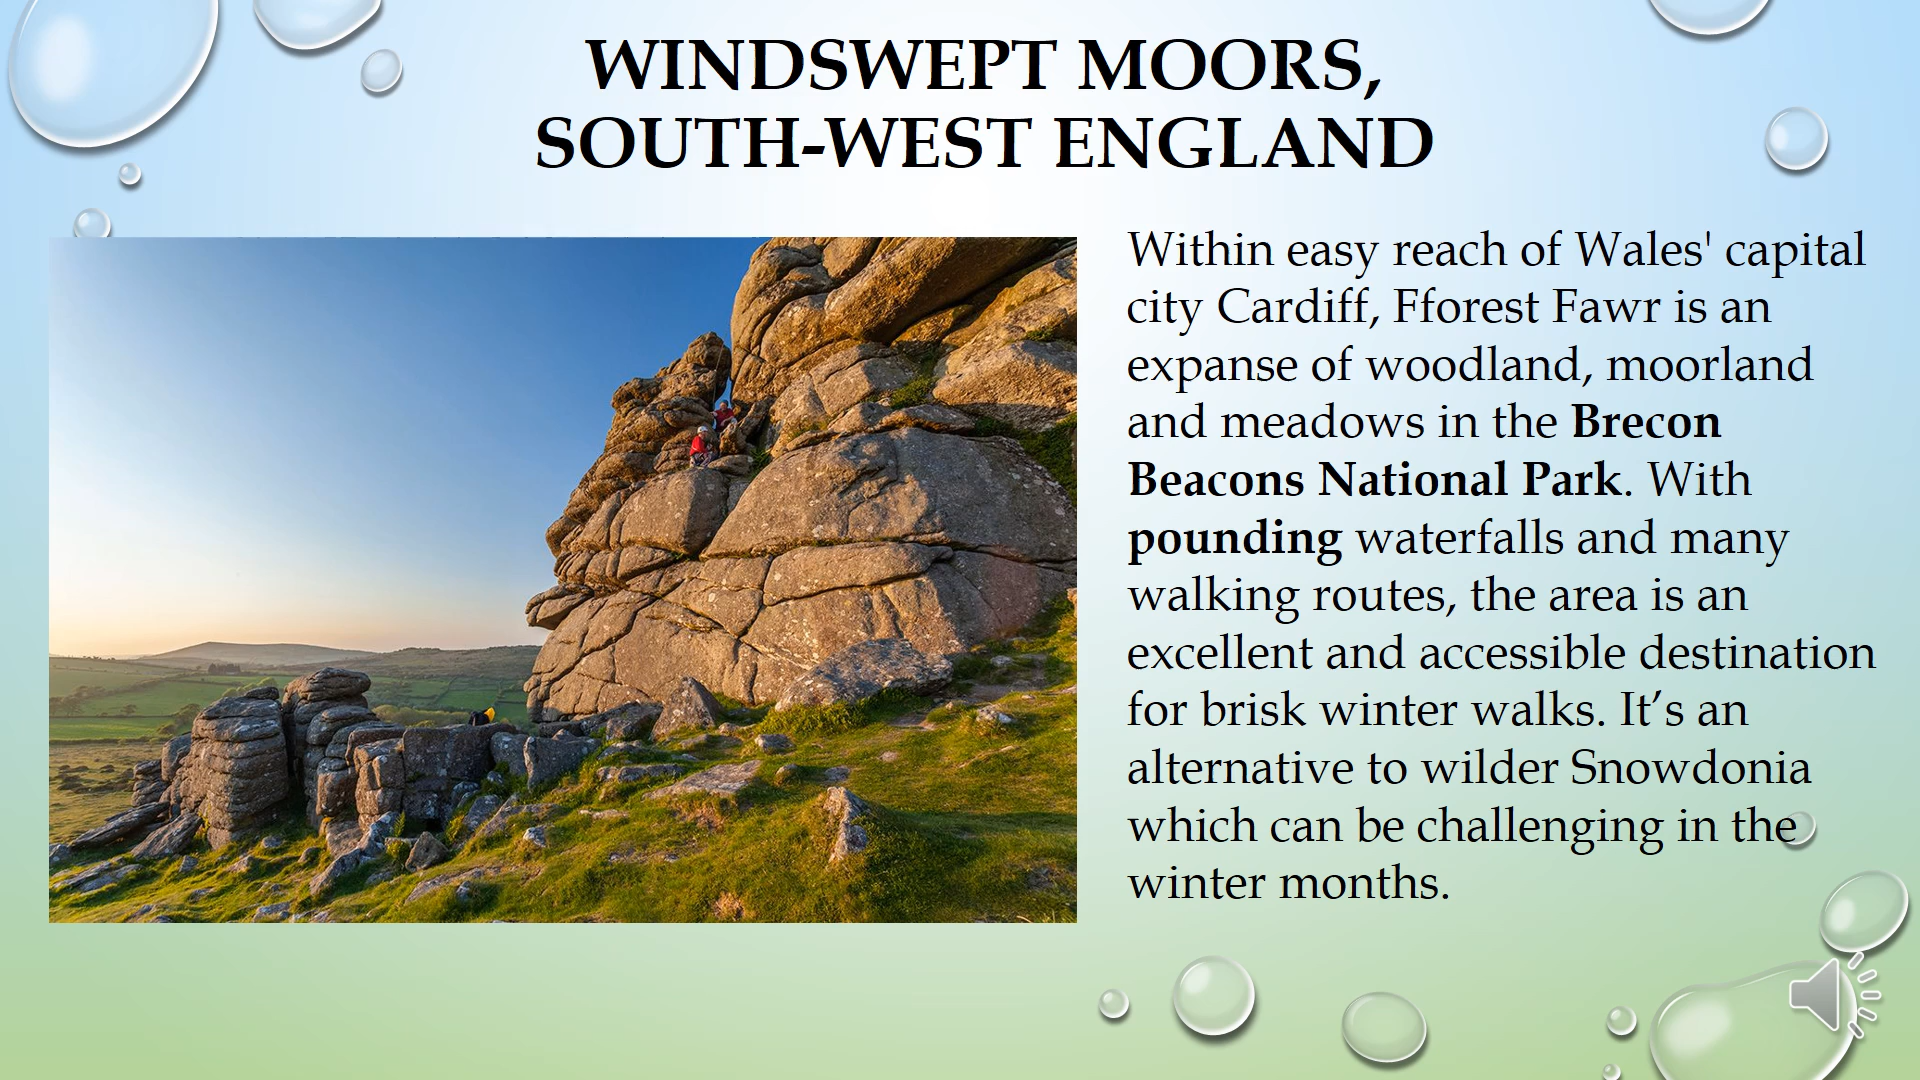 WINDSWEPT MOORS,
SOUTH-WEST ENGLAND
Within easy reach of Wales' capital
city Cardiff, Fforest Fawr is an
expanse of woodland, moorland
and meadows in the Brecon
Beacons National Park. With
pounding waterfalls and many
walking routes, the area is an
excellent and accessible destination
for brisk winter walks. It’s an
alternative to wilder Snowdonia
which can be challenging in the
winter months.